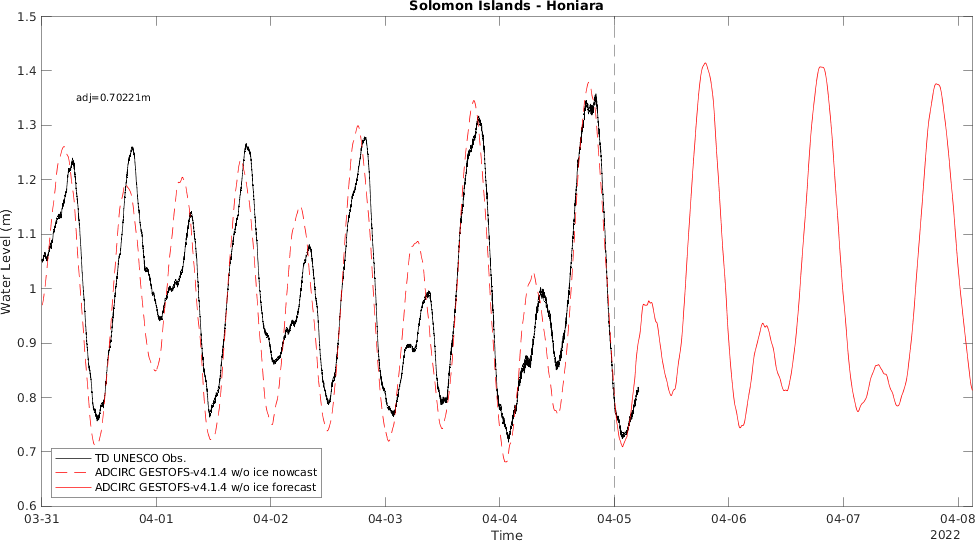 Solomon Islands - Honiara
1.5
1.4
adj=0.70221m
1.3
1.2
1.1
Water Level (m)
1
0.9
0.8
0.7
TD UNESCO Obs.
ADCIRC GESTOFS-v4.1.4 w/o ice nowcast
ADCIRC GESTOFS-v4.1.4 w/o ice forecast
0.6
03-31 04-01 04-02 04-03 04-04 04-05 04-06 04-07 04-08
Time
2022